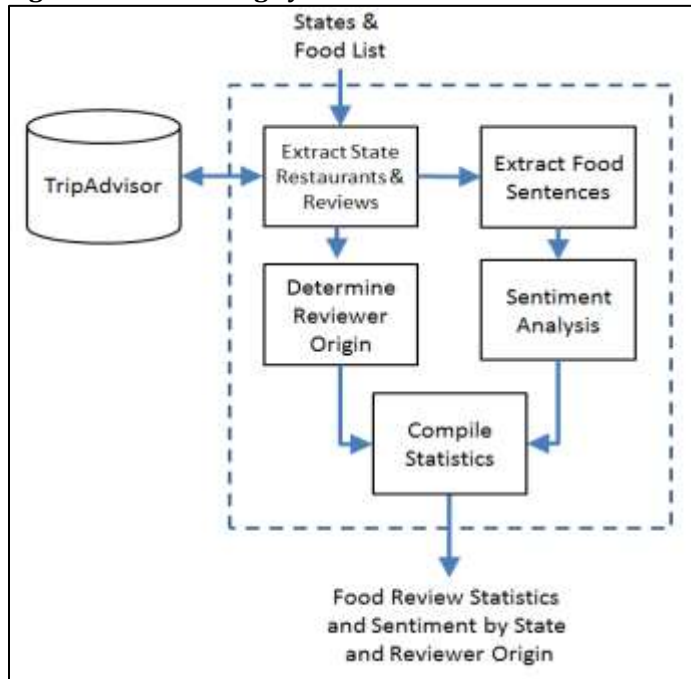 States &
Food List
TripAdvisor
Extract State
Restaurants &
Reviews
Extract Food
Sentences
Determine
Reviewer
Origin
Sentiment
Analysis
Compile
Statistics
Food Review Statistics
and Sentiment by State
and Reviewer Origin